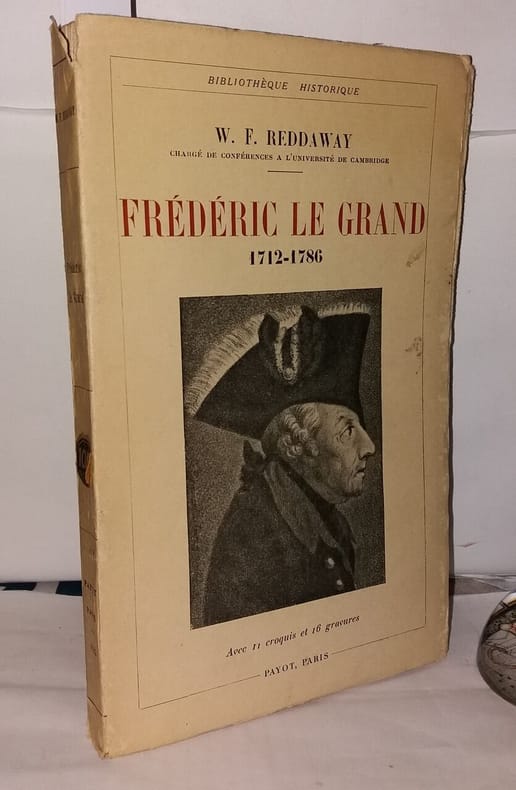 BIBLIOTHÈQUE HISTORIQUE
W. F. REDDAWAY
CHARGÉ DE CONFÉRENCES A L'UNIVERSITÉ DE CAMBRIDGE
FRÉDÉRIC LE GRAND
1712-1786
Avec 11 croquis et 16 gravures
PAYOT, PARIS